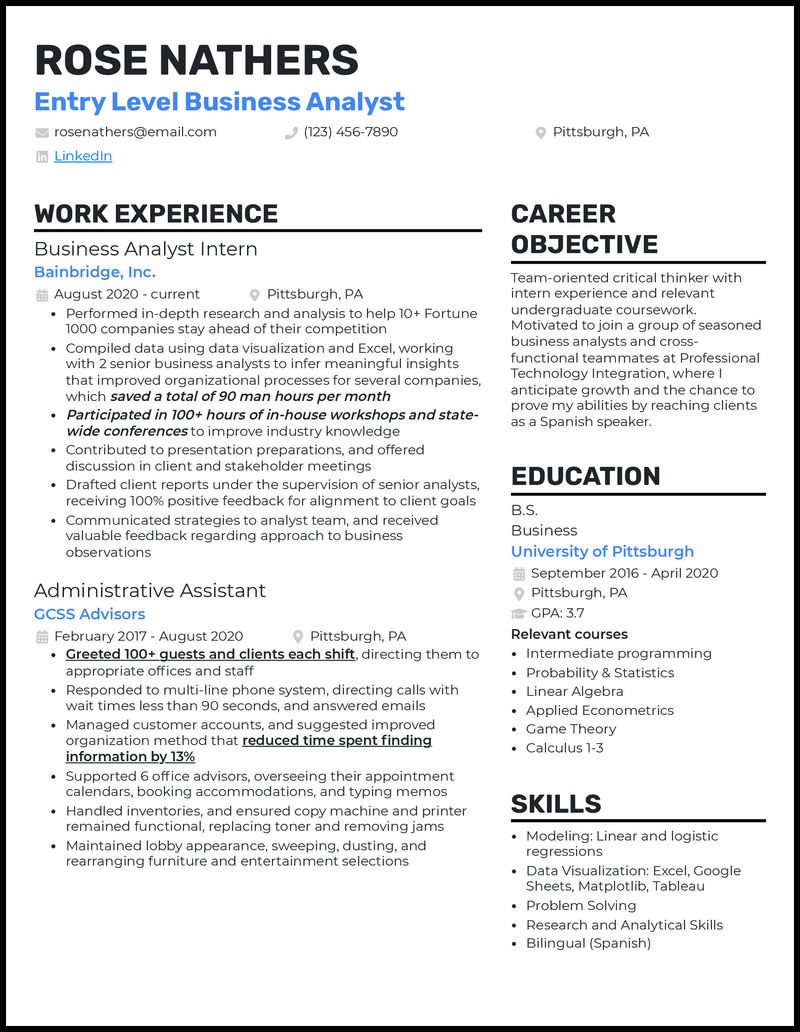 ROSE NATHERS
Entry Level Business Analyst
rosenathers@email.com (123) 456-7890 Pittsburgh, PA
LinkedIn
WORK EXPERIENCE
Business Analyst Intern
Bainbridge, Inc.
August 2020 - current Pittsburgh, PA
• Performed in-depth research and analysis to help 10+ Fortune
1000 companies stay ahead of their competition
• Compiled data using data visualization and Excel, working
with 2 senior business analysts to infer meaningful insights
that improved organizational processes for several companies,
which saved a total of 90 man hours per month
• Participated in 100+ hours of in-house workshops and state-
wide conferences to improve industry knowledge
• Contributed to presentation preparations, and offered
discussion in client and stakeholder meetings
• Drafted client reports under the supervision of senior analysts,
receiving 100% positive feedback for alignment to client goals
• Communicated strategies to analyst team, and received
valuable feedback regarding approach to business
observations
Administrative Assistant
GCSS Advisors
February 2017 - August 2020 Pittsburgh, PA
• Greeted 100+ guests and clients each shift, directing them to
appropriate offices and staff
• Responded to multi-line phone system, directing calls with
wait times less than 90 seconds, and answered emails
• Managed customer accounts, and suggested improved
organization method that reduced time spent finding
information by 13%
• Supported 6 office advisors, overseeing their appointment
calendars, booking accommodations, and typing memos
• Handled inventories, and ensured copy machine and printer
remained functional, replacing toner and removing jams
• Maintained lobby appearance, sweeping, dusting, and
rearranging furniture and entertainment selections
CAREER
OBJECTIVE
Team-oriented critical thinker with
intern experience and relevant
undergraduate coursework.
Motivated to join a group of seasoned
business analysts and cross-
functional teammates at Professional
Technology Integration, where I
anticipate growth and the chance to
prove my abilities by reaching clients
as a Spanish speaker.
EDUCATION
B.S.
Business
University of Pittsburgh
September 2016 - April 2020
Pittsburgh, PA
GPA: 3.7
Relevant courses
• Intermediate programming
• Probability & Statistics
• Linear Algebra
• Applied Econometrics
• Game Theory
• Calculus 1-3
SKILLS
• Modeling: Linear and logistic
regressions
• Data Visualization: Excel, Google
Sheets, Matplotlib, Tableau
• Problem Solving
• Research and Analytical Skills
• Bilingual (Spanish)